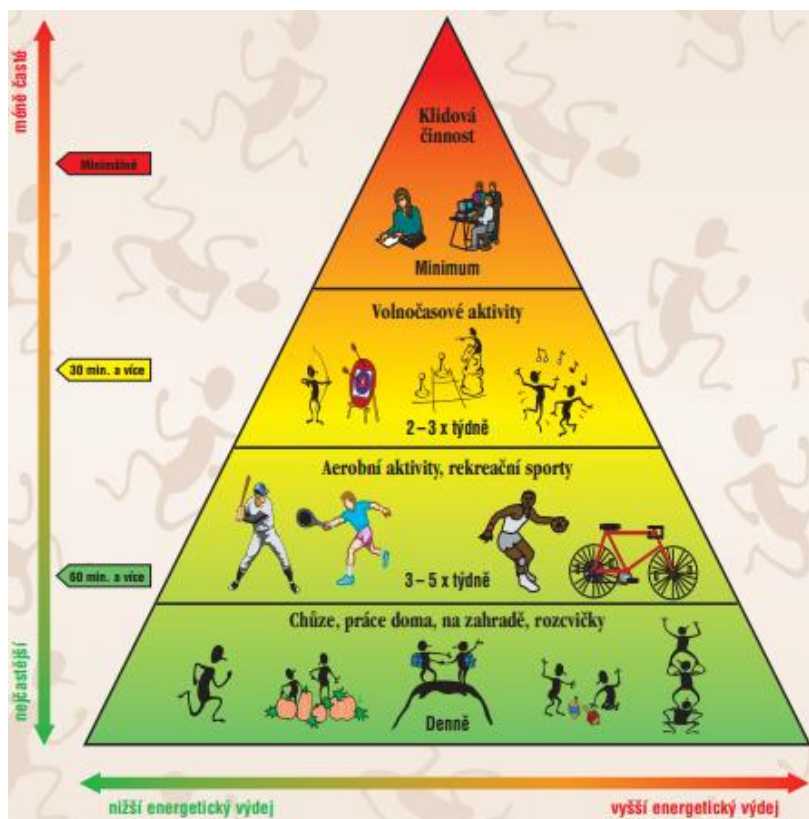 méně časté
Klidová
činnost
Minimálně
Minimum
Volnočasové aktivity
30 min. a více
2 – 3 x týdně
Aerobní aktivity, rekreační sporty
60 min. a více
3 – 5 x týdně
Chůze, práce doma, na zahradě, rozcvičky
nejčastější
Denně
nižší energetický výdej
vyšší energetický výdej